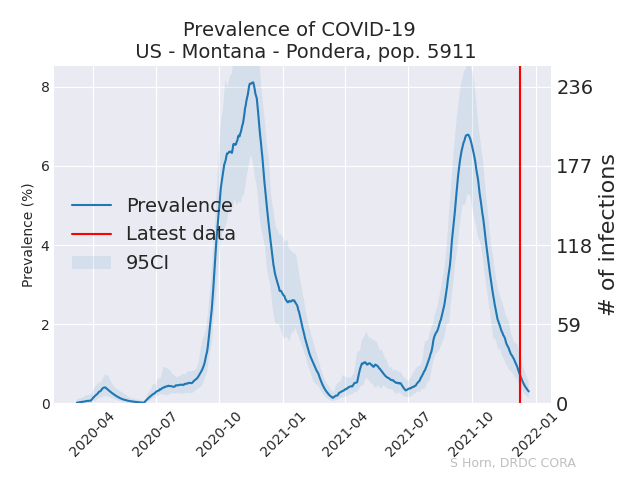 Prevalence of COVID-19
US - Montana - Pondera, pop. 5911
Prevalence (%)
8
6
4
2
0
236
177
118
59
0
# of infections
Prevalence
Latest data
95CI
2020-04
2020-07
2020-10
2021-01
2021-04
2021-07
2021-10
2022-01
S Horn, DRDC CORA